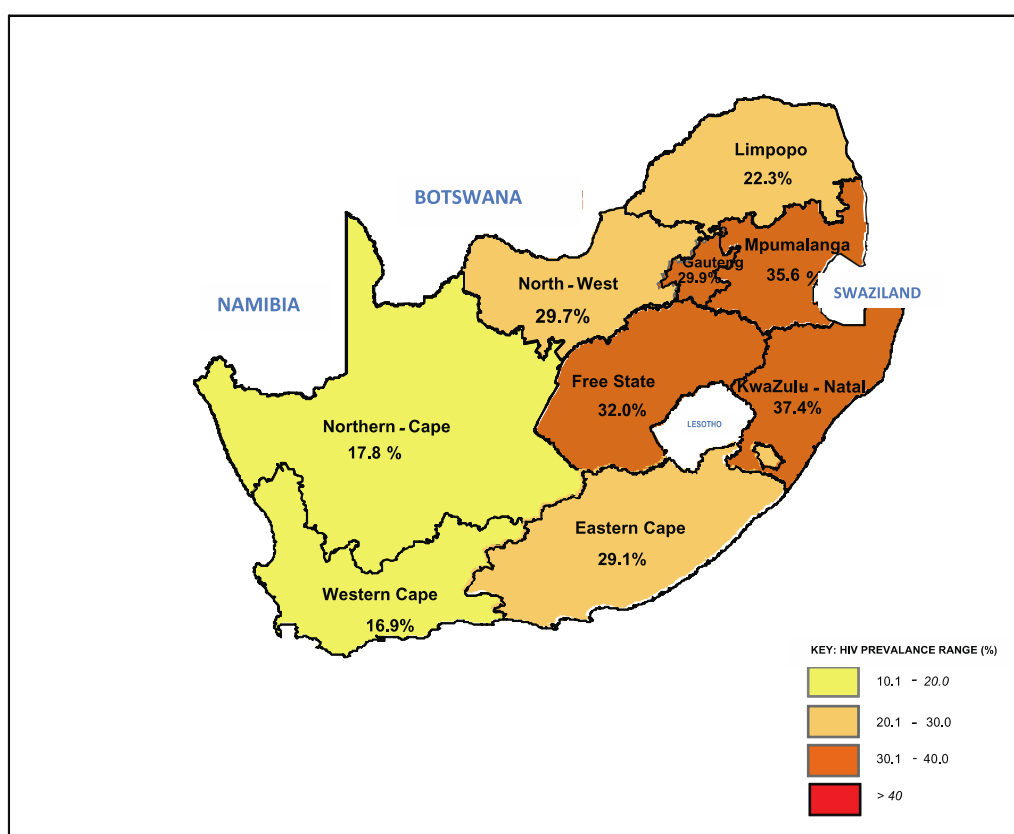 Limpopo
22.3%
BOTSWANA
Mpumalanga
35.6 %
Gauteng
29.9%
North - West
29.7%
SWAZILAND
NAMIBIA
Free State
32.0%
KwaZulu - Natal
37.4%
LESOTHO
Northern - Cape
17.8 %
Eastern Cape
29.1%
Western Cape
16.9%
KEY: HIV PREVALANCE RANGE (%)
10.1 - 20.0
20.1 - 30.0
30.1 - 40.0
> 40